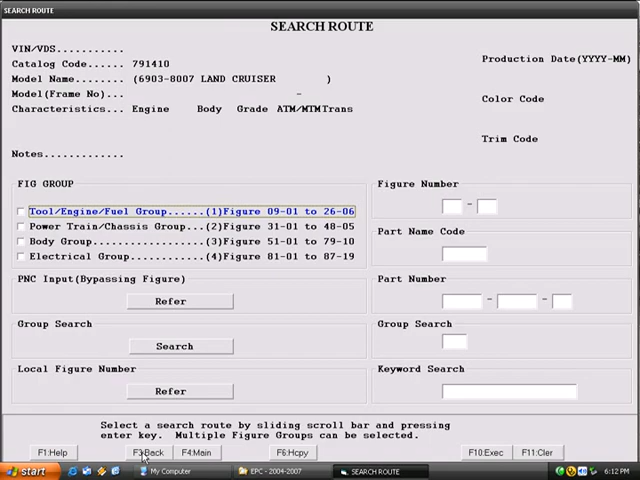 SEARCH ROUTE
SEARCH ROUTE
VIN/VDS...........
Catalog Code...... 791410
Production Date(YYYY-MM)
Model Name........ (6903-8007 LAND CRUISER )
Model(Frame No)... -
Color Code
Characteristics... Engine Body Grade ATM/MTMTrans
Trim Code
Notes.............
FIG GROUP
Tool/Engine/Fuel Group......(1)Figure 09-01 to 26-06
Power Train/Chassis Group...(2)Figure 31-01 to 48-05
Body Group..................(3)Figure 51-01 to 79-10
Electrical Group............(4)Figure 81-01 to 87-19
Figure Number
-
Part Name Code
PNC Input(Bypassing Figure)
Refer
Part Number
- -
Group Search
Search
Group Search
Local Figure Number
Refer
Keyword Search
Select a search route by sliding scroll bar and pressing
enter key. Multiple Figure Groups can be selected.
F1:Help F3:Back F4:Main F6:Hcpy F10:Exec F11:Cler
start My Computer EPC - 2004-2007 SEARCH ROUTE 6:12 PM